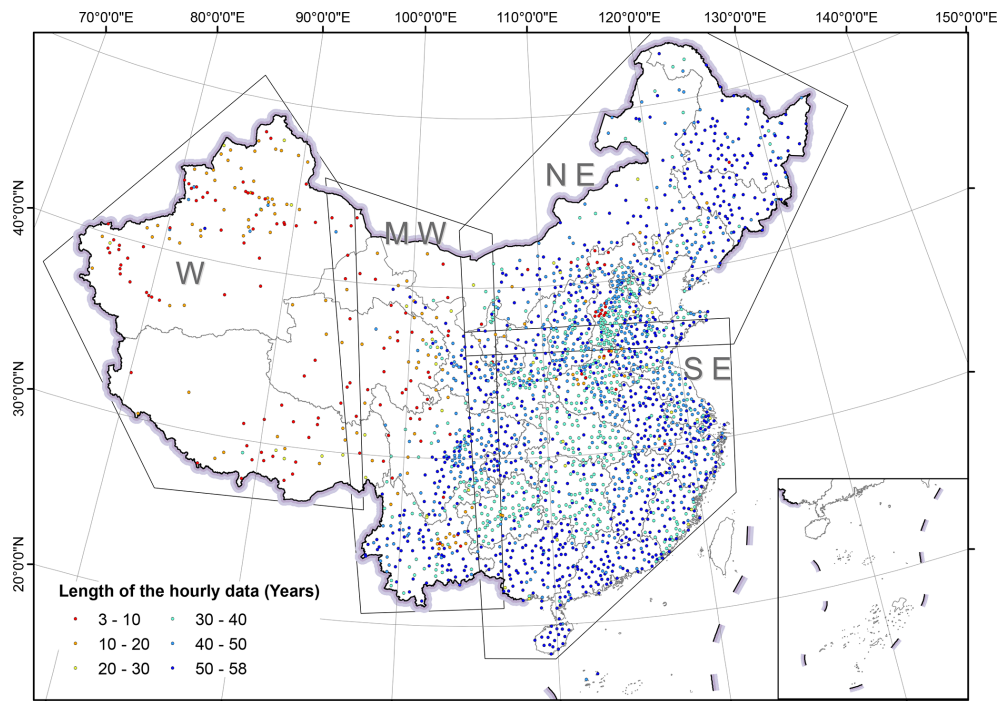 70°0'0"E 80°0'0"E 90°0'0"E 100°0'0"E 110°0'0"E 120°0'0"E 130°0'0"E 140°0'0"E 150°0'0"E
40°0'0"N
30°0'0"N
20°0'0"N
N E
M W
W
S E
Length of the hourly data (Years)
3 - 10
10 - 20
20 - 30
30 - 40
40 - 50
50 - 58